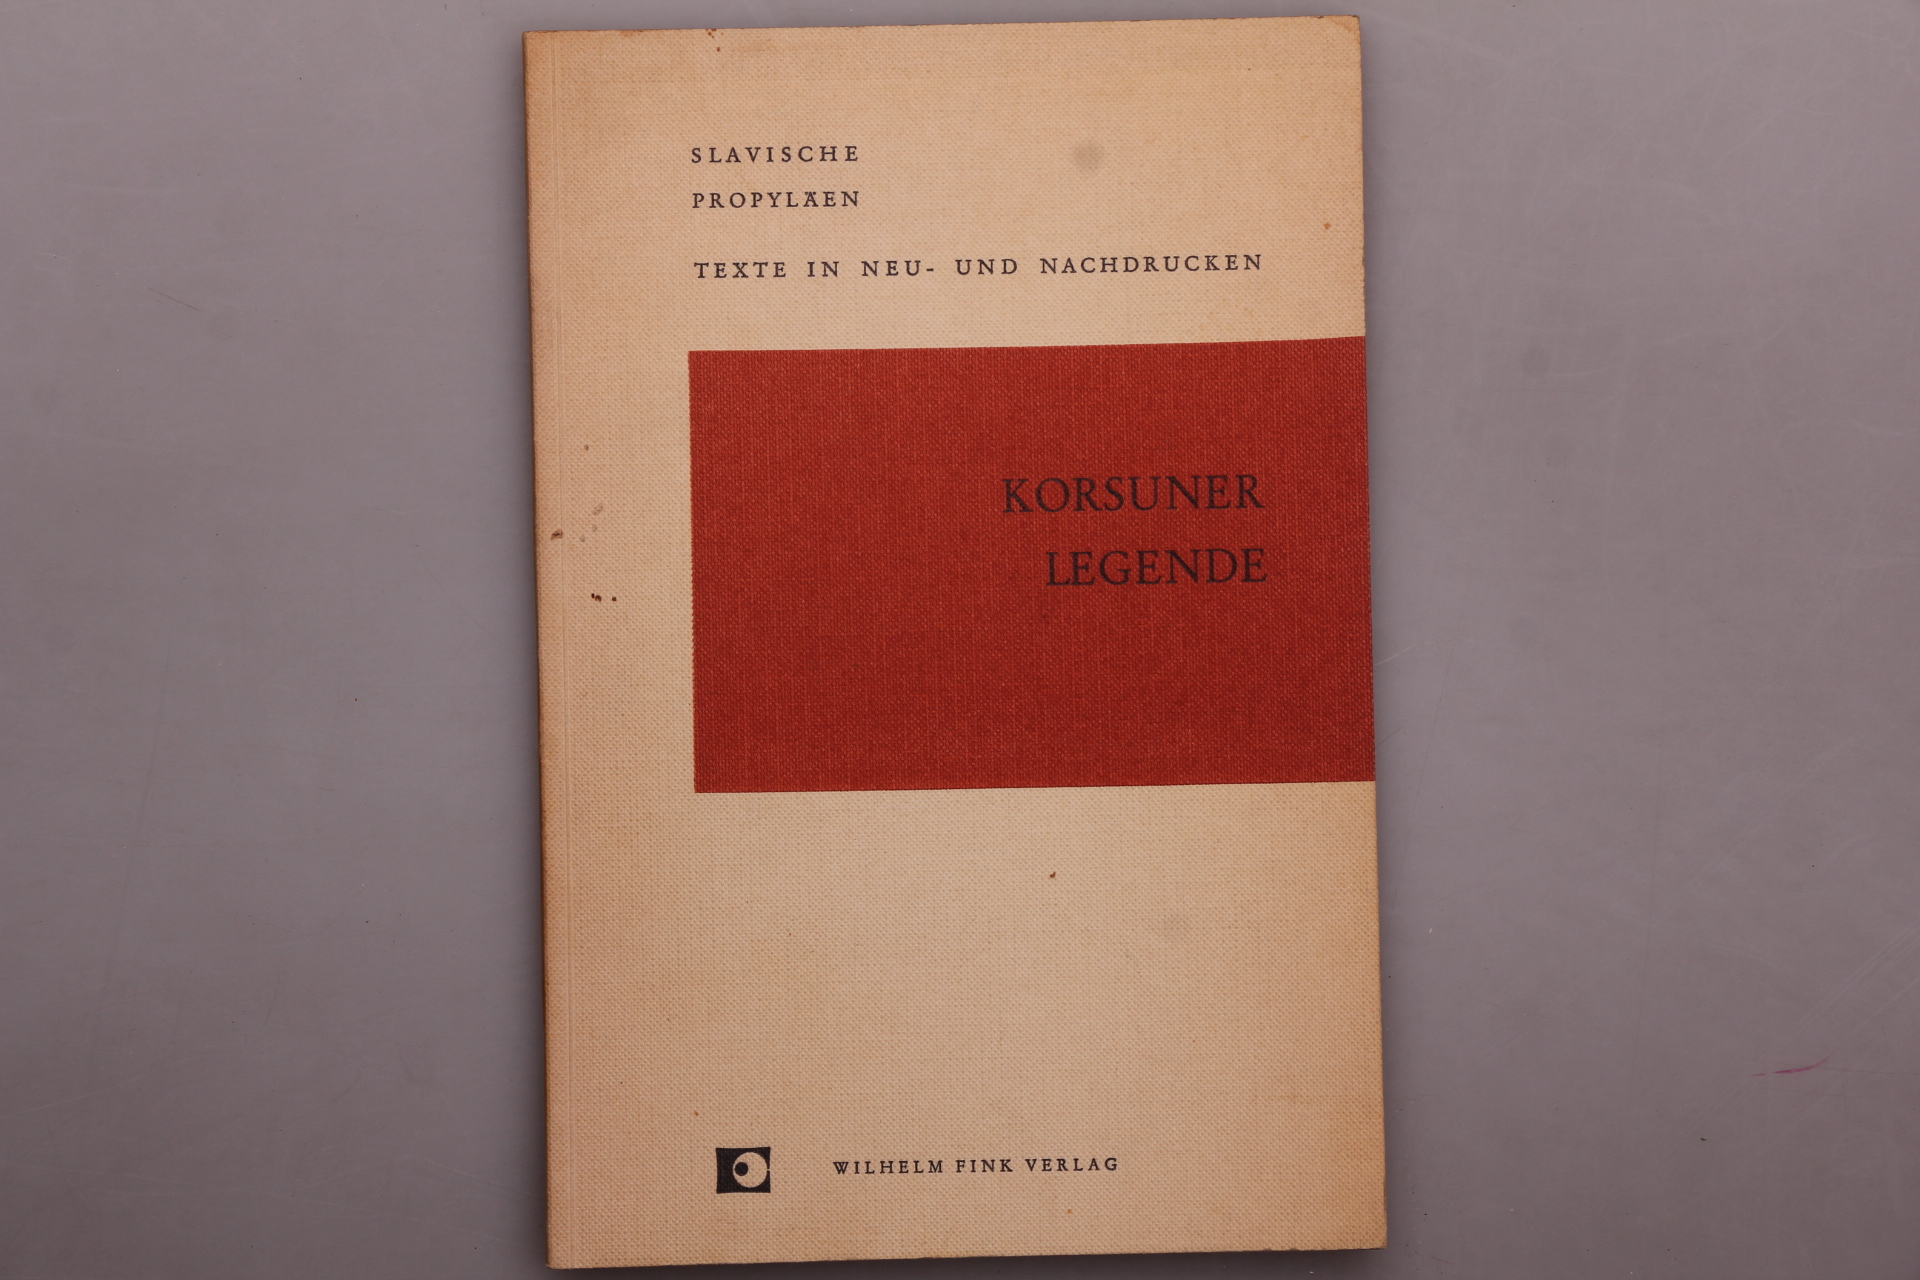 SLAVISCHE
PROPYLÄEN
TEXTE IN NEU- UND NACHDRUCKEN
KORSUNER
LEGENDE
WILHELM FINK VERLAG